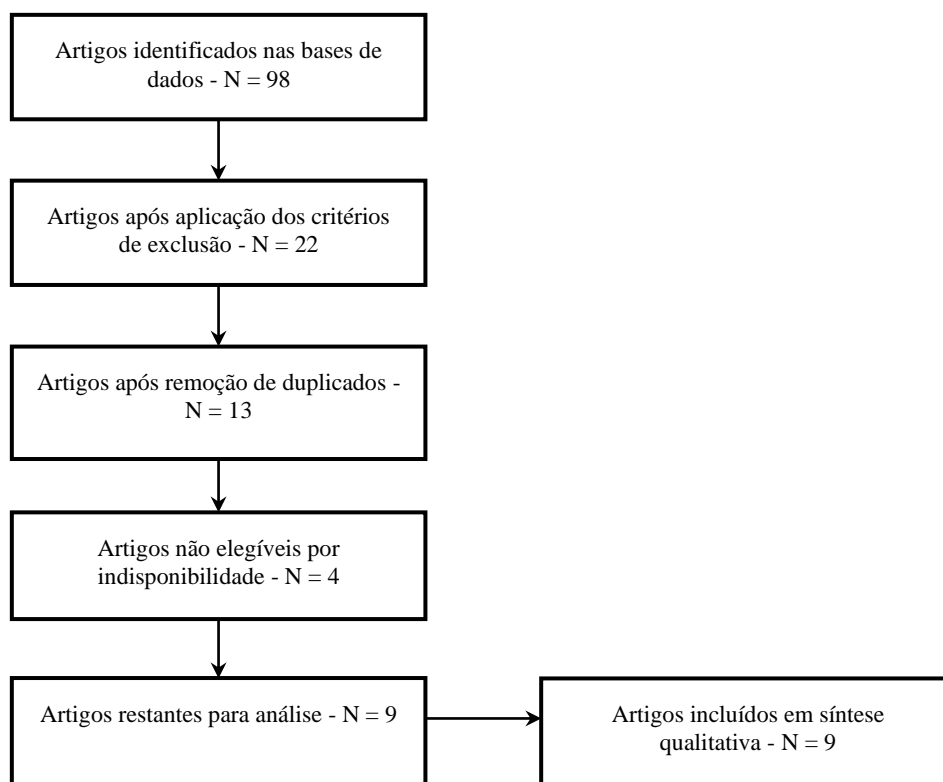 Artigos identificados nas bases de
dados - N = 98
Artigos após aplicação dos critérios
de exclusão - N = 22
Artigos após remoção de duplicados -
N = 13
Artigos não elegíveis por
indisponibilidade - N = 4
Artigos restantes para análise - N = 9
Artigos incluídos em síntese
qualitativa - N = 9